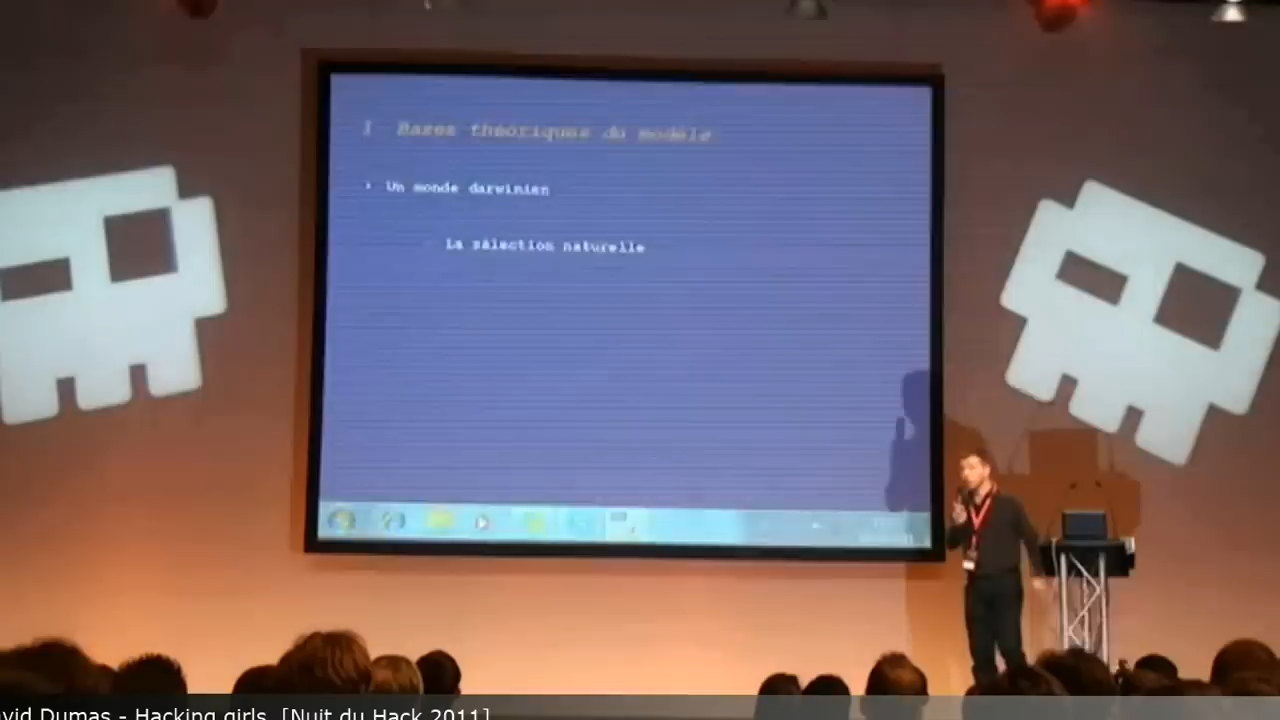 I Bases théoriques du modèle
Un monde darwinien
La sélection naturelle
vid Dumas - Hacking girls [Nuit du Hack 2011]